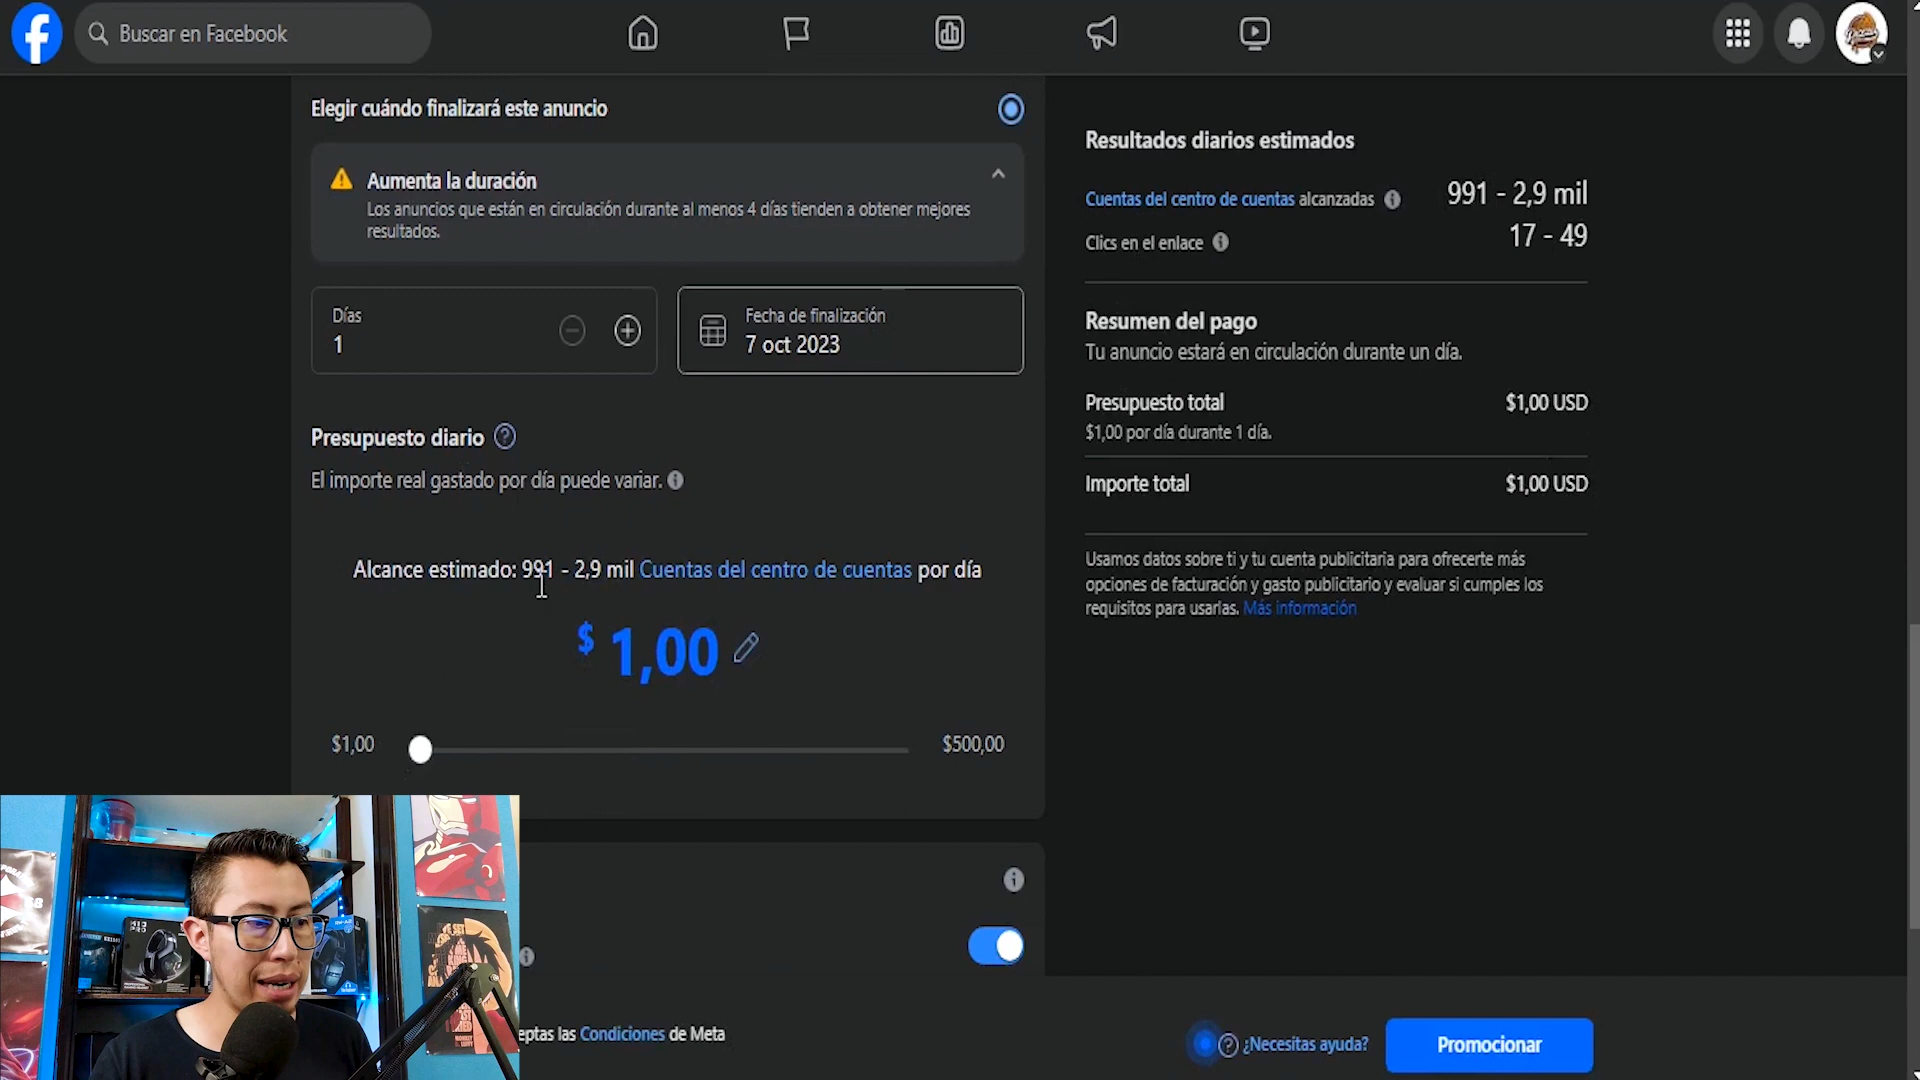 Buscar en Facebook
Elegir cuándo finalizará este anuncio
Aumenta la duración
Los anuncios que están en circulación durante al menos 4 días tienden a obtener mejores
resultados.
Días
1
Fecha de finalización
7 oct 2023
Presupuesto diario
El importe real gastado por día puede variar.
Alcance estimado: 991 - 2,9 mil Cuentas del centro de cuentas por día
$ 1,00
$1,00
$500,00
eptas las Condiciones de Meta
Resultados diarios estimados
Cuentas del centro de cuentas alcanzadas
991 - 2,9 mil
Clics en el enlace
17 - 49
Resumen del pago
Tu anuncio estará en circulación durante un día.
Presupuesto total
$1,00 USD
$1,00 por día durante 1 día.
Importe total
$1,00 USD
Usamos datos sobre ti y tu cuenta publicitaria para ofrecerte más
opciones de facturación y gasto publicitario y evaluar si cumples los
requisitos para usarlas. Más información
¿Necesitas ayuda?
Promocionar